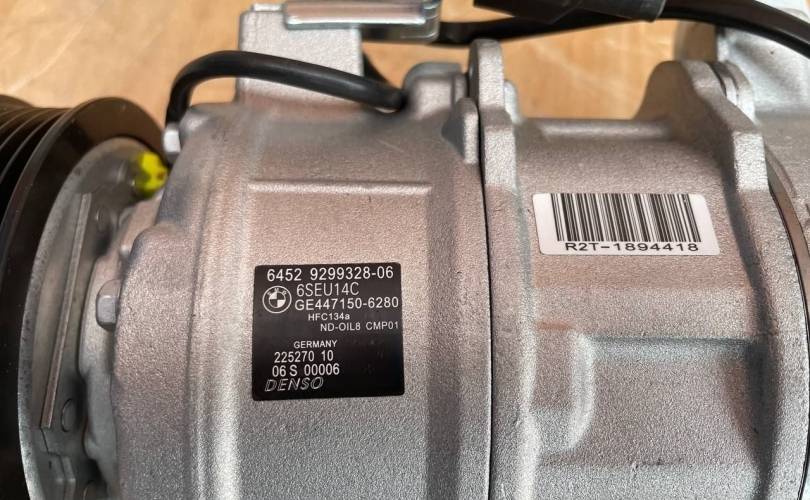 R2T-1894418
6452 9299328-06
6SEU14C
GE447150-6280
HFC134a
ND-OIL8 CMP01
GERMANY
225270 10
06 S 00006
DENSO